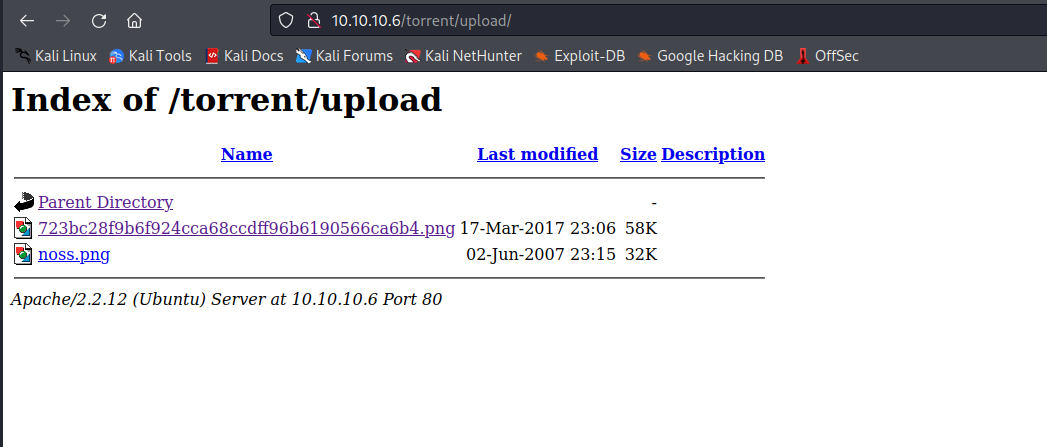 10.10.10.6/torrent/upload/
Kali Linux Kali Tools Kali Docs Kali Forums Kali NetHunter Exploit-DB Google Hacking DB OffSec
Index of /torrent/upload
Name Last modified Size Description
Parent Directory -
723bc28f9b6f924cca68ccdff96b6190566ca6b4.png 17-Mar-2017 23:06 58K
noss.png 02-Jun-2007 23:15 32K
Apache/2.2.12 (Ubuntu) Server at 10.10.10.6 Port 80